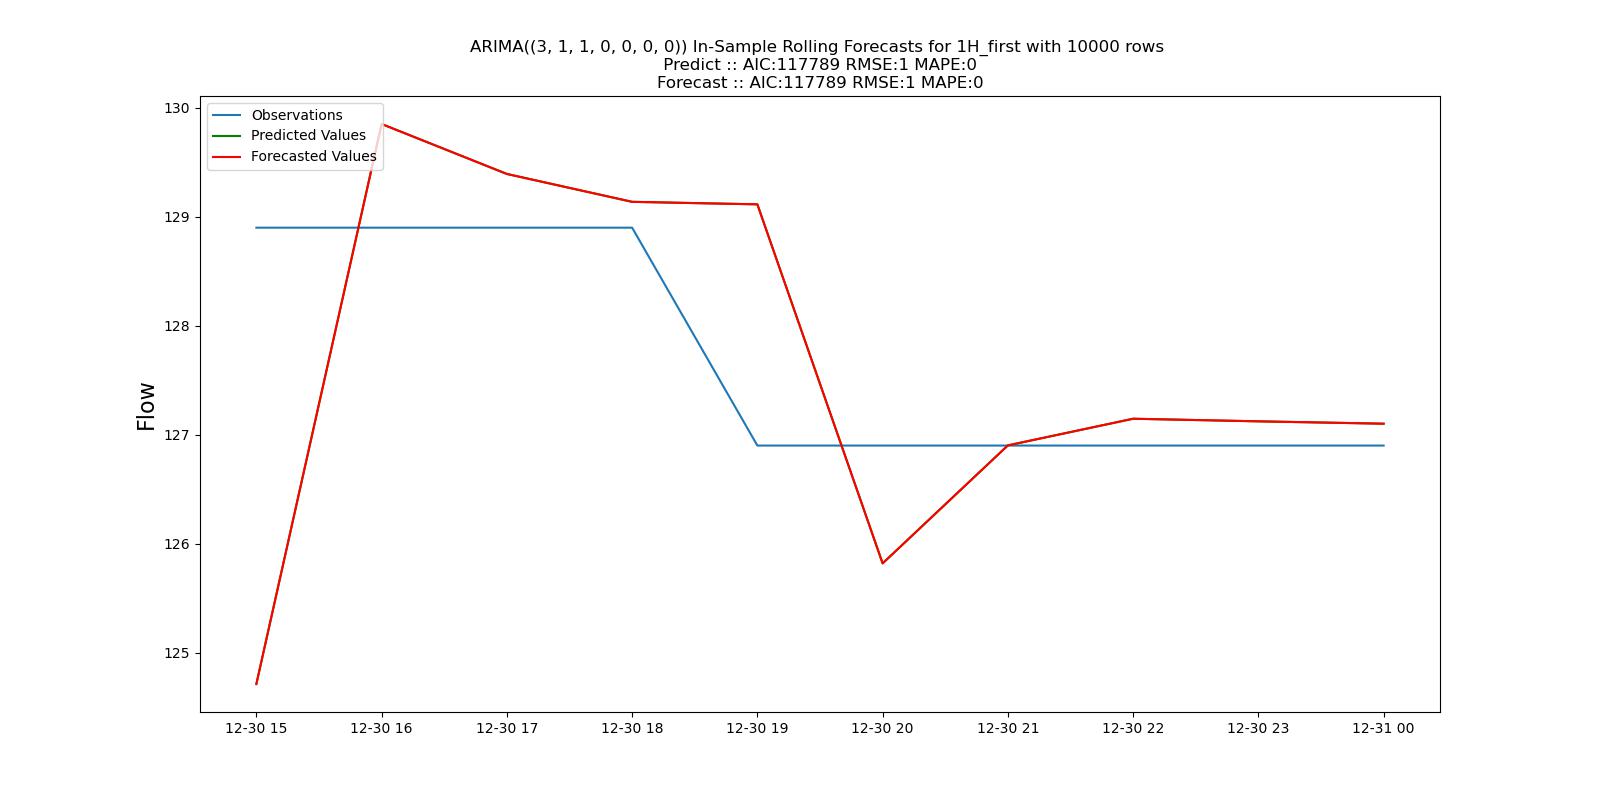 ARIMA((3, 1, 1, 0, 0, 0, 0)) In-Sample Rolling Forecasts for 1H_first with 10000 rows
Predict :: AIC:117789 RMSE:1 MAPE:0
Forecast :: AIC:117789 RMSE:1 MAPE:0
Observations
Predicted Values
Forecasted Values
130
129
128
127
126
125
Flow
12-30 15 12-30 16 12-30 17 12-30 18 12-30 19 12-30 20 12-30 21 12-30 22 12-30 23 12-31 00